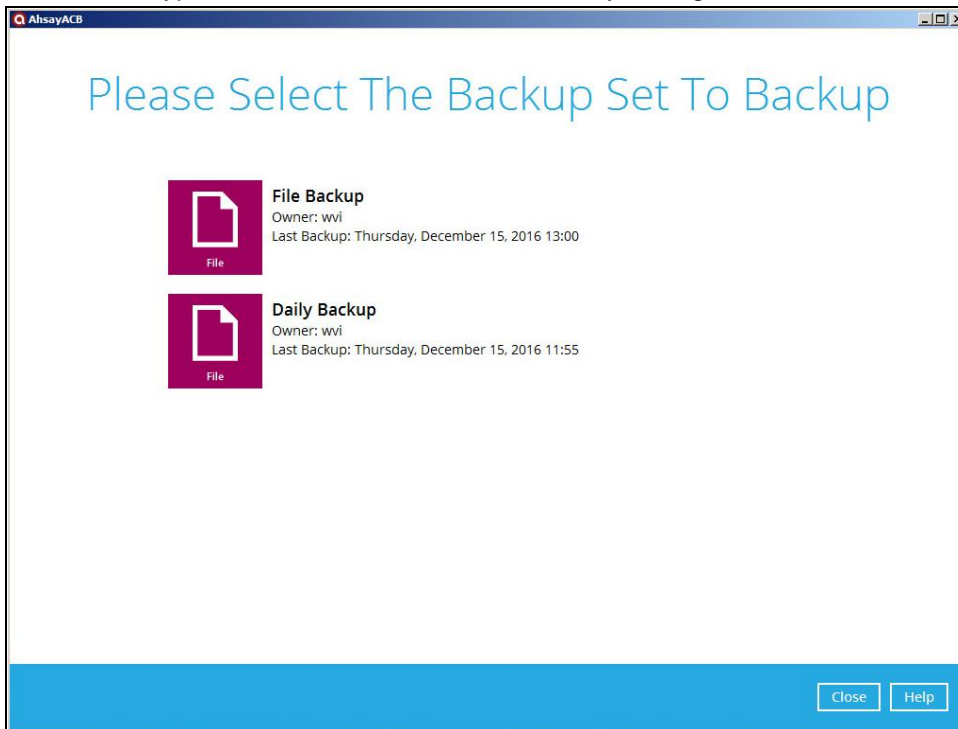 AhsayACB
Please Select The Backup Set To Backup
File
File Backup
Owner: wvi
Last Backup: Thursday, December 15, 2016 13:00
File
Daily Backup
Owner: wvi
Last Backup: Thursday, December 15, 2016 11:55
Close
Help